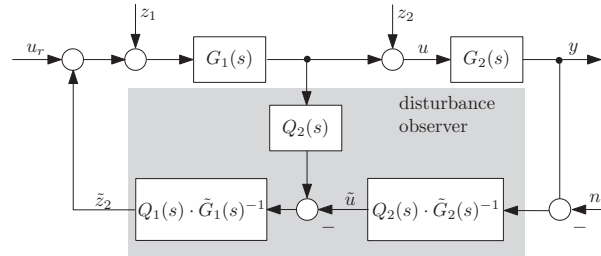 z₁
z₂
uᵣ
G₁(s)
u
G₂(s)
y
disturbance
observer
Q₂(s)
z̃₂
Q₁(s) · G̃₁(s)⁻¹
ũ
Q₂(s) · G̃₂(s)⁻¹
n
−
−